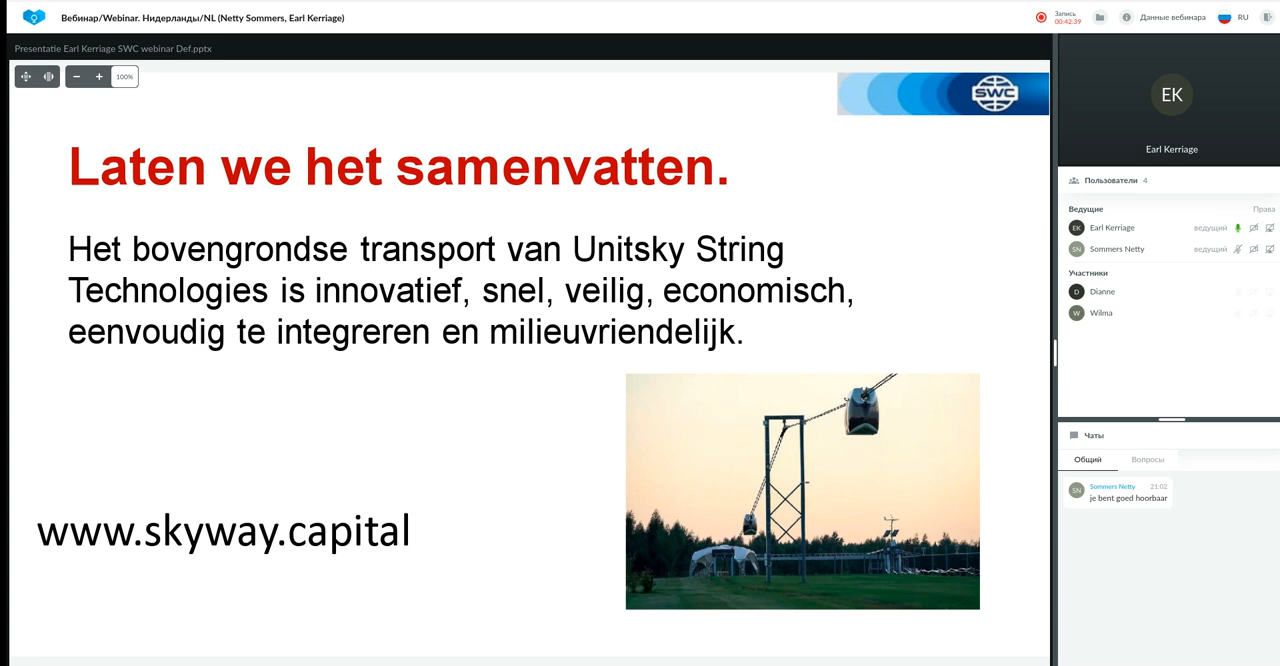 Вебинар/Webinar. Нидерланды/NL (Netty Sommers, Earl Kerriage)
Запись
00:42:39
Данные вебинара
RU
Presentatie Earl Kerriage SWC webinar Def.pptx
100%
SWC
Laten we het samenvatten.
Het bovengrondse transport van Unitsky String
Technologies is innovatief, snel, veilig, economisch,
eenvoudig te integreren en milieuvriendelijk.
www.skyway.capital
EK
Earl Kerriage
Пользователи 4
Ведущие Права
EK Earl Kerriage ведущий
SN Sommers Netty ведущий
Участники
D Dianne
W Wilma
Чаты
Общий Вопросы
SN Sommers Netty 21:02
je bent goed hoorbaar